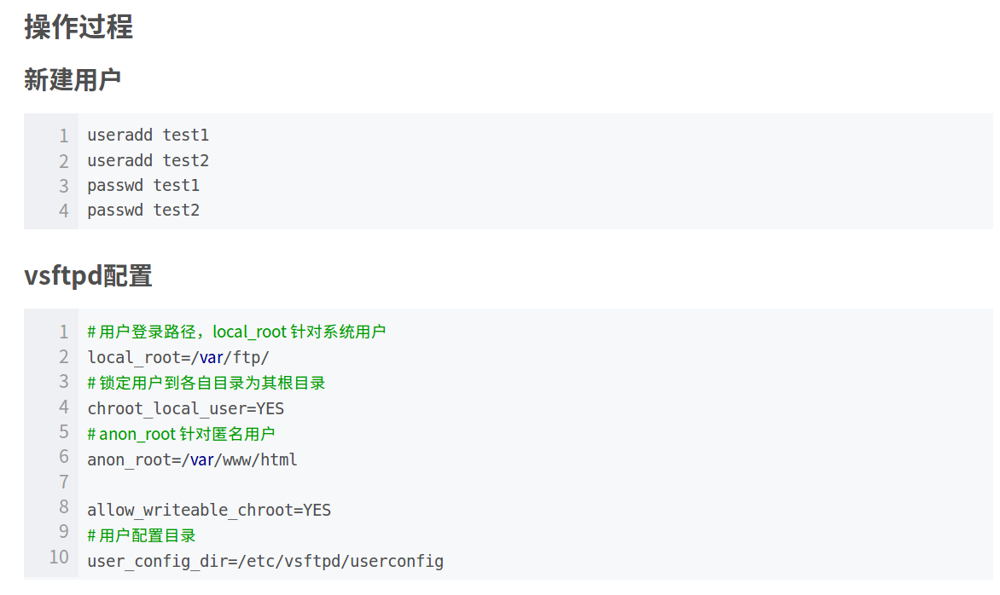 操作过程
新建用户
1 useradd test1
2 useradd test2
3 passwd test1
4 passwd test2
vsftpd配置
1 # 用户登录路径，local_root 针对系统用户
2 local_root=/var/ftp/
3 # 锁定用户到各自目录为其根目录
4 chroot_local_user=YES
5 # anon_root 针对匿名用户
6 anon_root=/var/www/html
7
8 allow_writeable_chroot=YES
9 # 用户配置目录
10 user_config_dir=/etc/vsftpd/userconfig